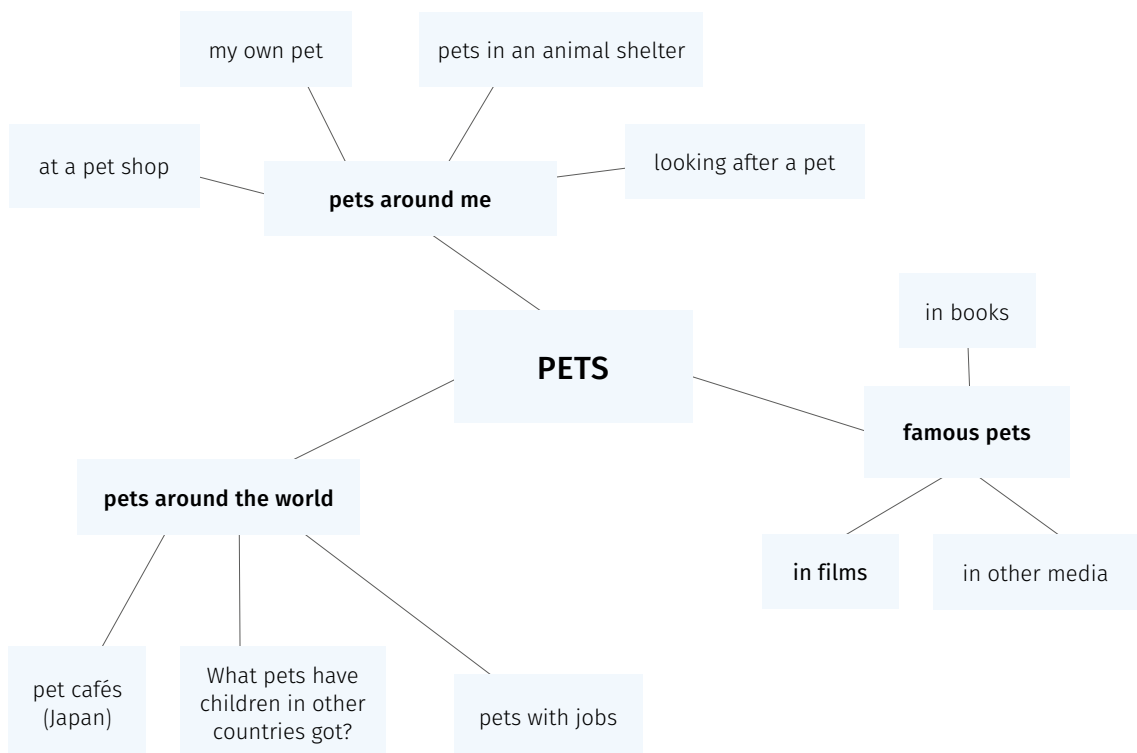 my own pet
pets in an animal shelter
at a pet shop
looking after a pet
pets around me
in books
PETS
famous pets
pets around the world
in films
in other media
pet cafés
(Japan)
What pets have
children in other
countries got?
pets with jobs